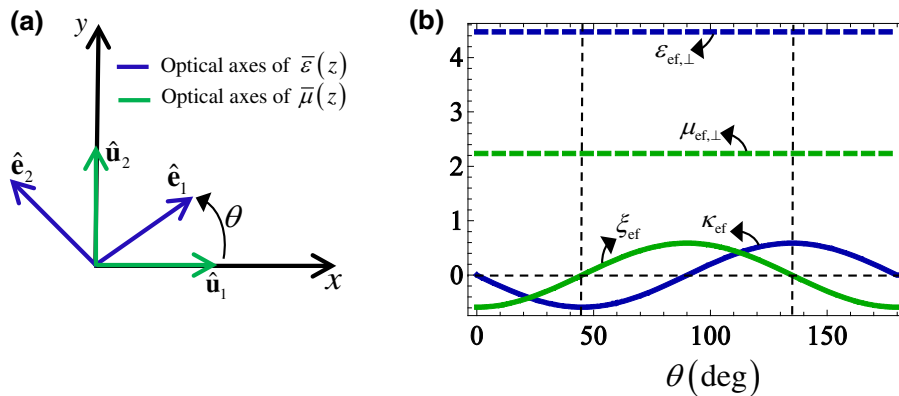 (a)
y
Optical axes of ε̅(z)
Optical axes of μ̅(z)
û₂
ê₂
ê₁
θ
û₁
x
(b)
4
3
2
1
0
ε_ef,⊥
μ_ef,⊥
ξ_ef
κ_ef
0 50 100 150
θ(deg)